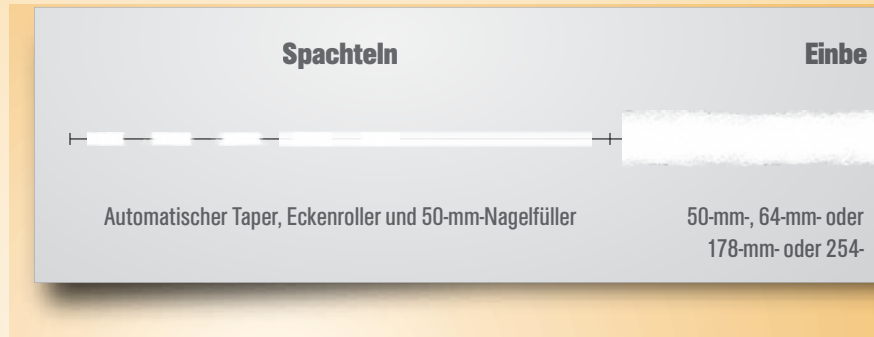 Spachteln
Einbe
Automatischer Taper, Eckenroller und 50-mm-Nagelfüller
50-mm-, 64-mm- oder
178-mm- oder 254-